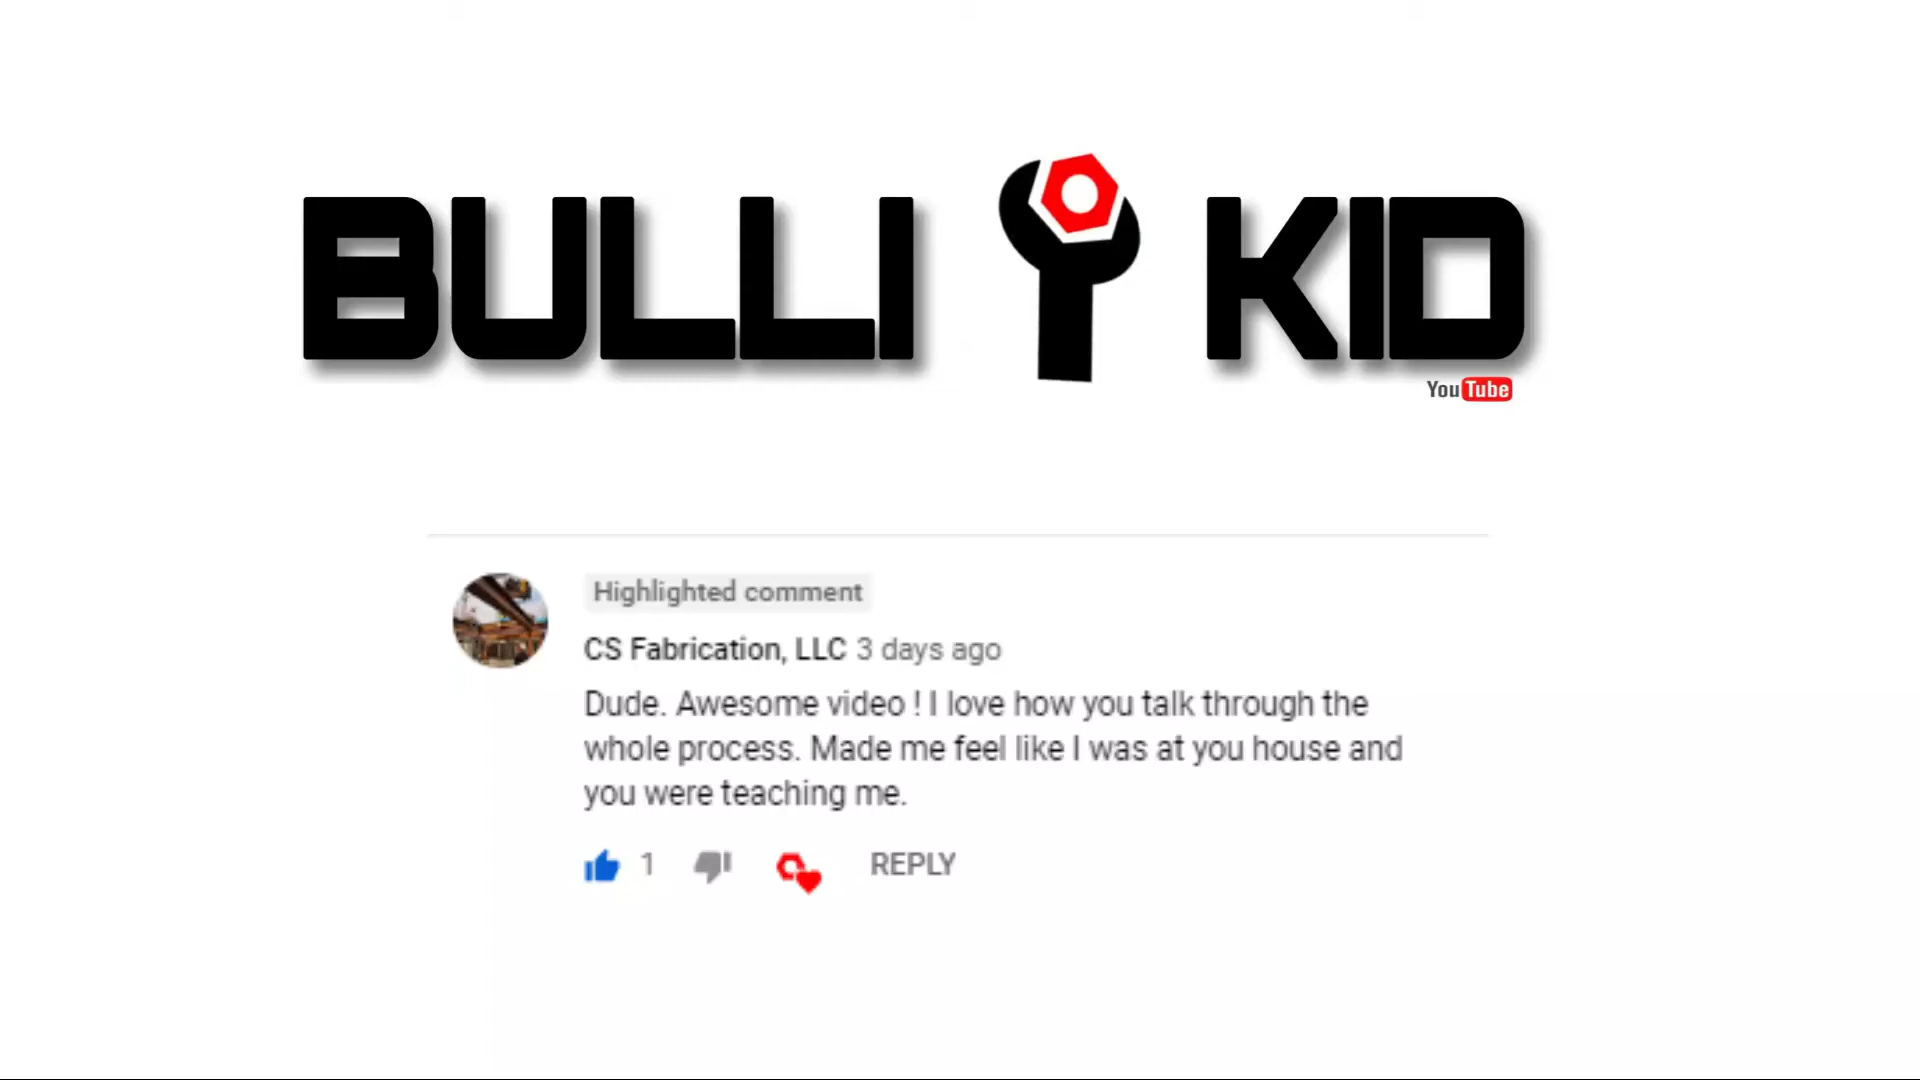 BULLI KID
YouTube
Highlighted comment
CS Fabrication, LLC 3 days ago
Dude. Awesome video ! I love how you talk through the
whole process. Made me feel like I was at you house and
you were teaching me.
1 REPLY